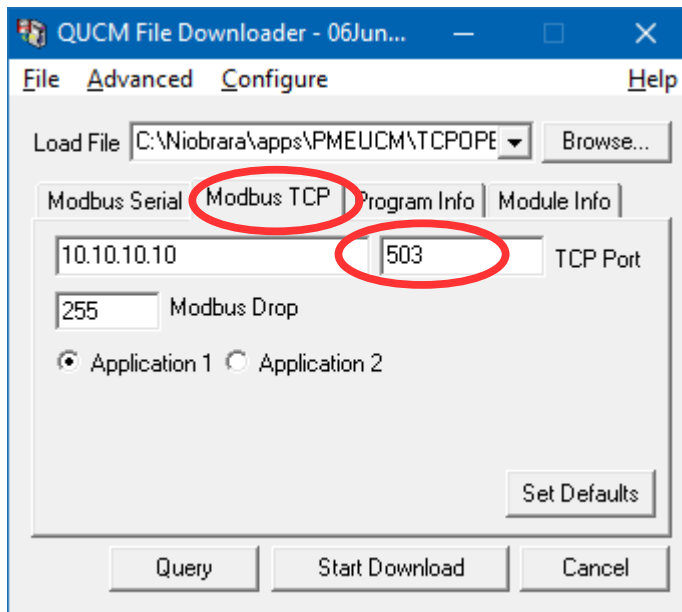 QUCM File Downloader - 06Jun...
File Advanced Configure Help
Load File C:\Niobrara\apps\PMEUCM\TCPOPE Browse...
Modbus Serial Modbus TCP Program Info Module Info
10.10.10.10 503 TCP Port
255 Modbus Drop
Application 1 Application 2
Set Defaults
Query Start Download Cancel